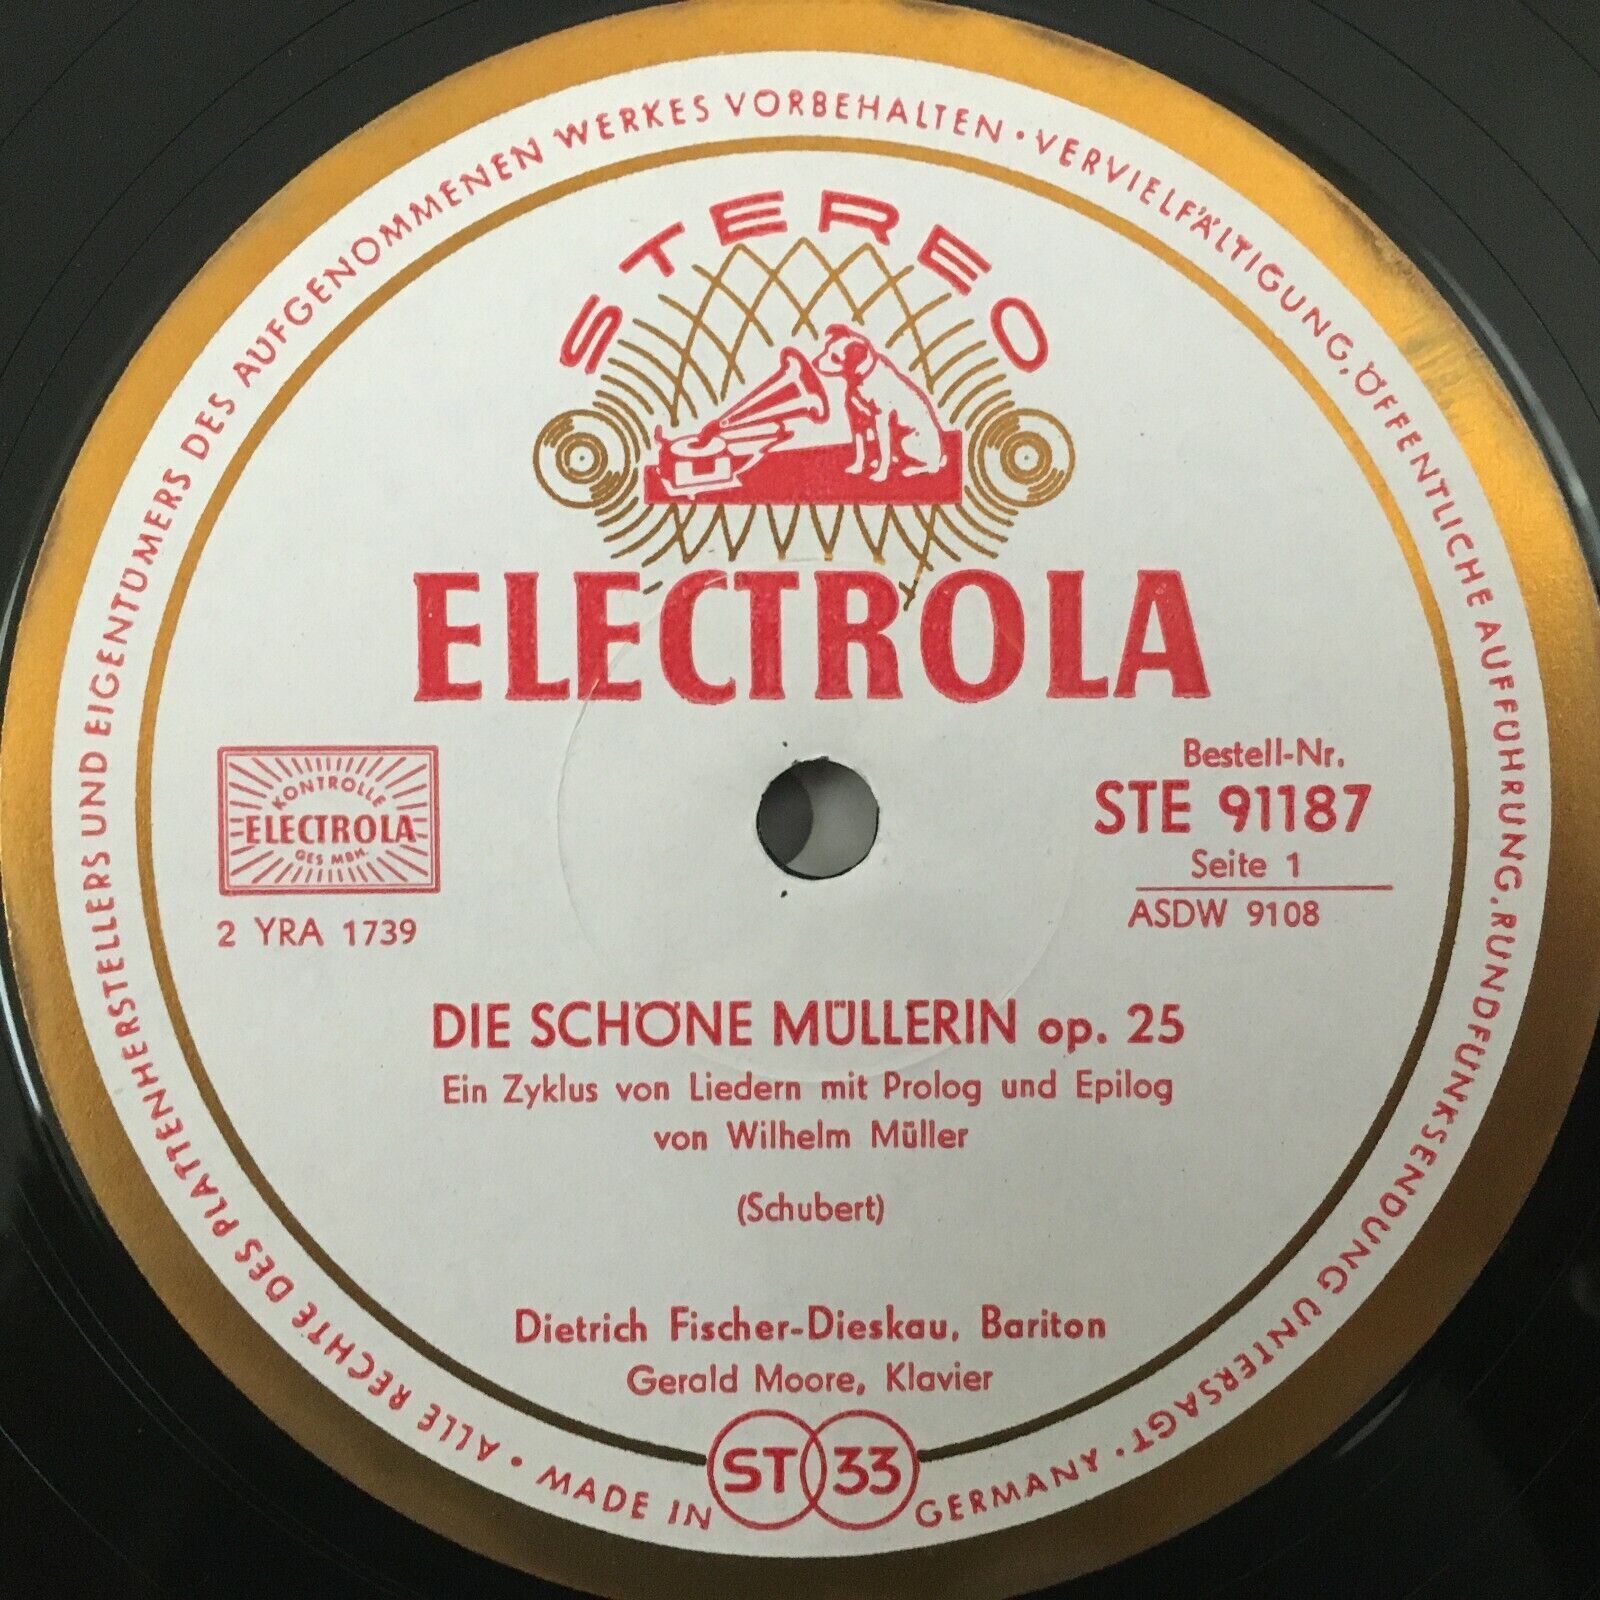 ALLE RECHTE DES PLATTENHERSTELLERS UND EIGENTÜMERS DES AUFGENOMMENEN WERKES VORBEHALTEN · VERVIELFÄLTIGUNG, ÖFFENTLICHE AUFFÜHRUNG, RUNDFUNKSENDUNG UNTERSAGT ·
STEREO
ELECTROLA
KONTROLLE
ELECTROLA
GES MBH.
2 YRA 1739
Bestell-Nr.
STE 91187
Seite 1
ASDW 9108
DIE SCHÖNE MÜLLERIN op. 25
Ein Zyklus von Liedern mit Prolog und Epilog
von Wilhelm Müller
(Schubert)
Dietrich Fischer-Dieskau, Bariton
Gerald Moore, Klavier
ST 33
· MADE IN GERMANY